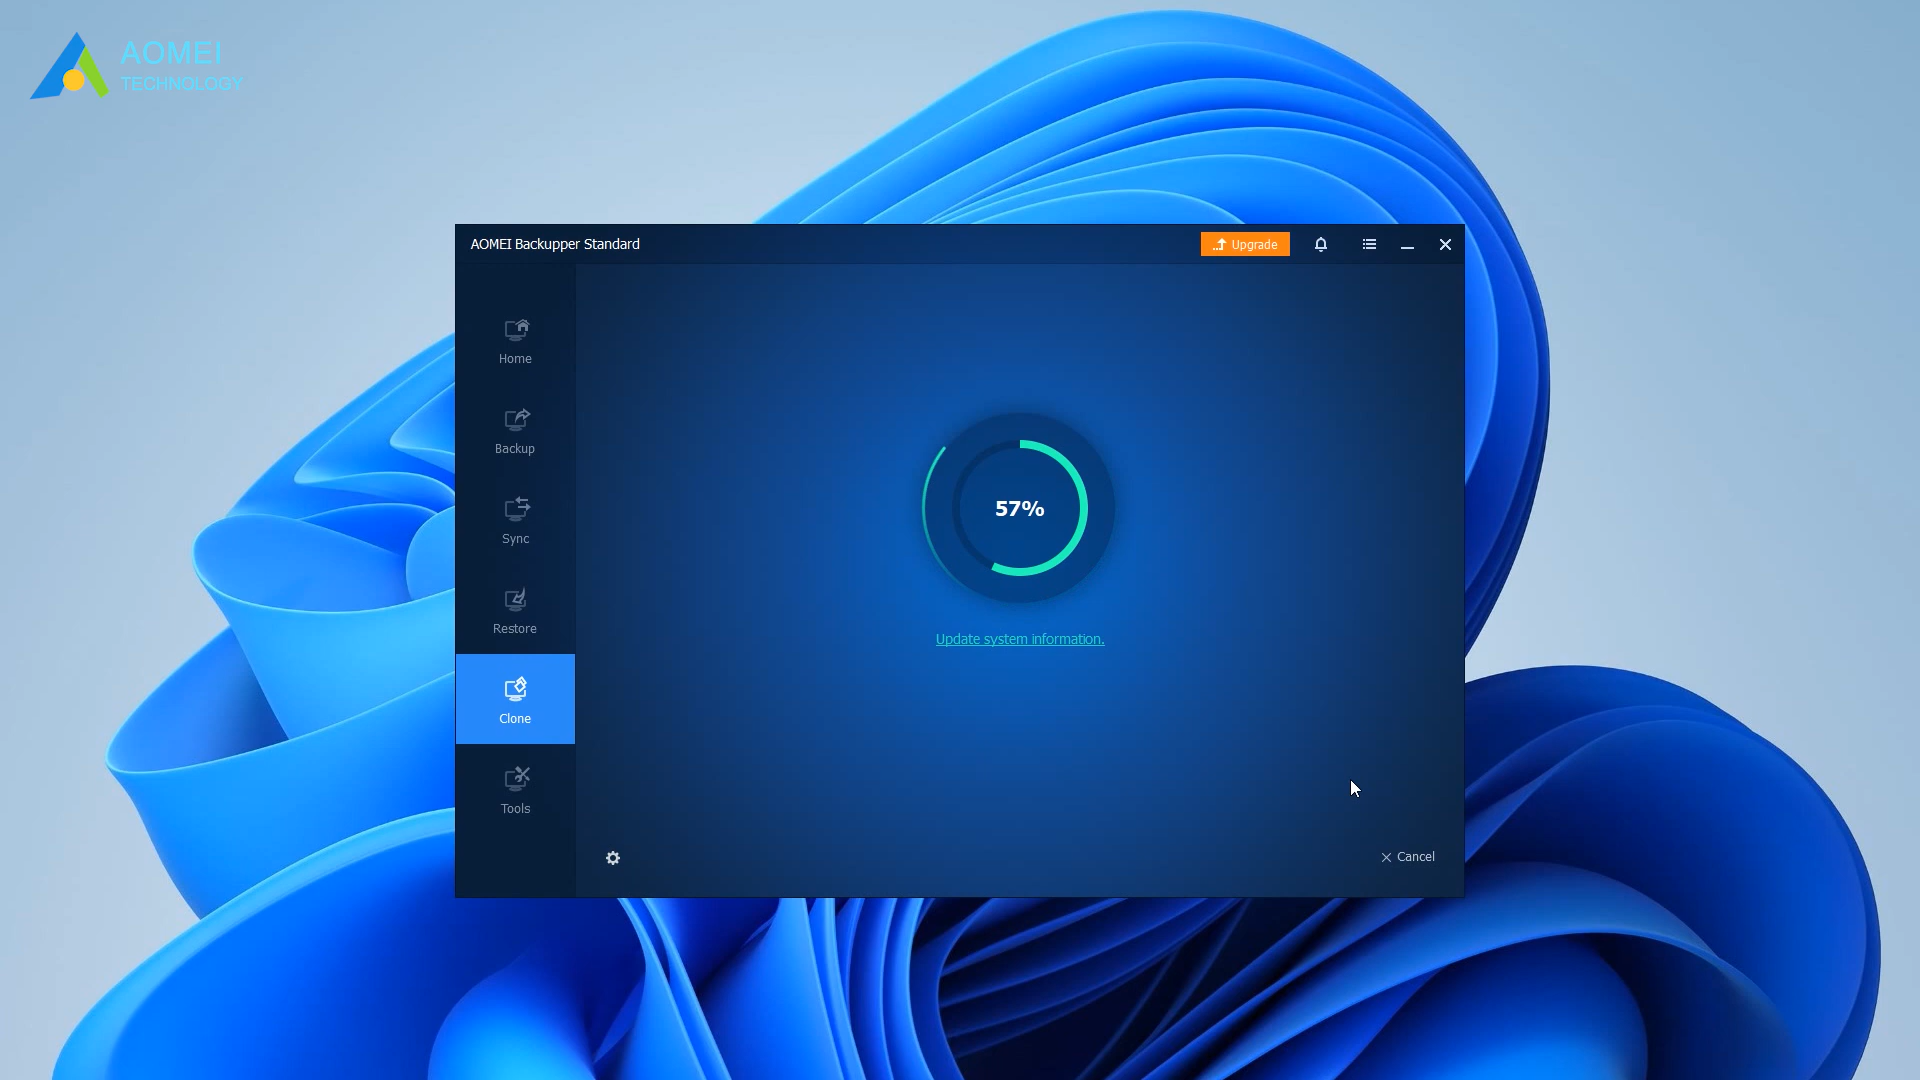 AOMEI
TECHNOLOGY
AOMEI Backupper Standard
Upgrade
Home
Backup
Sync
Restore
Clone
Tools
57%
Update system information.
Cancel